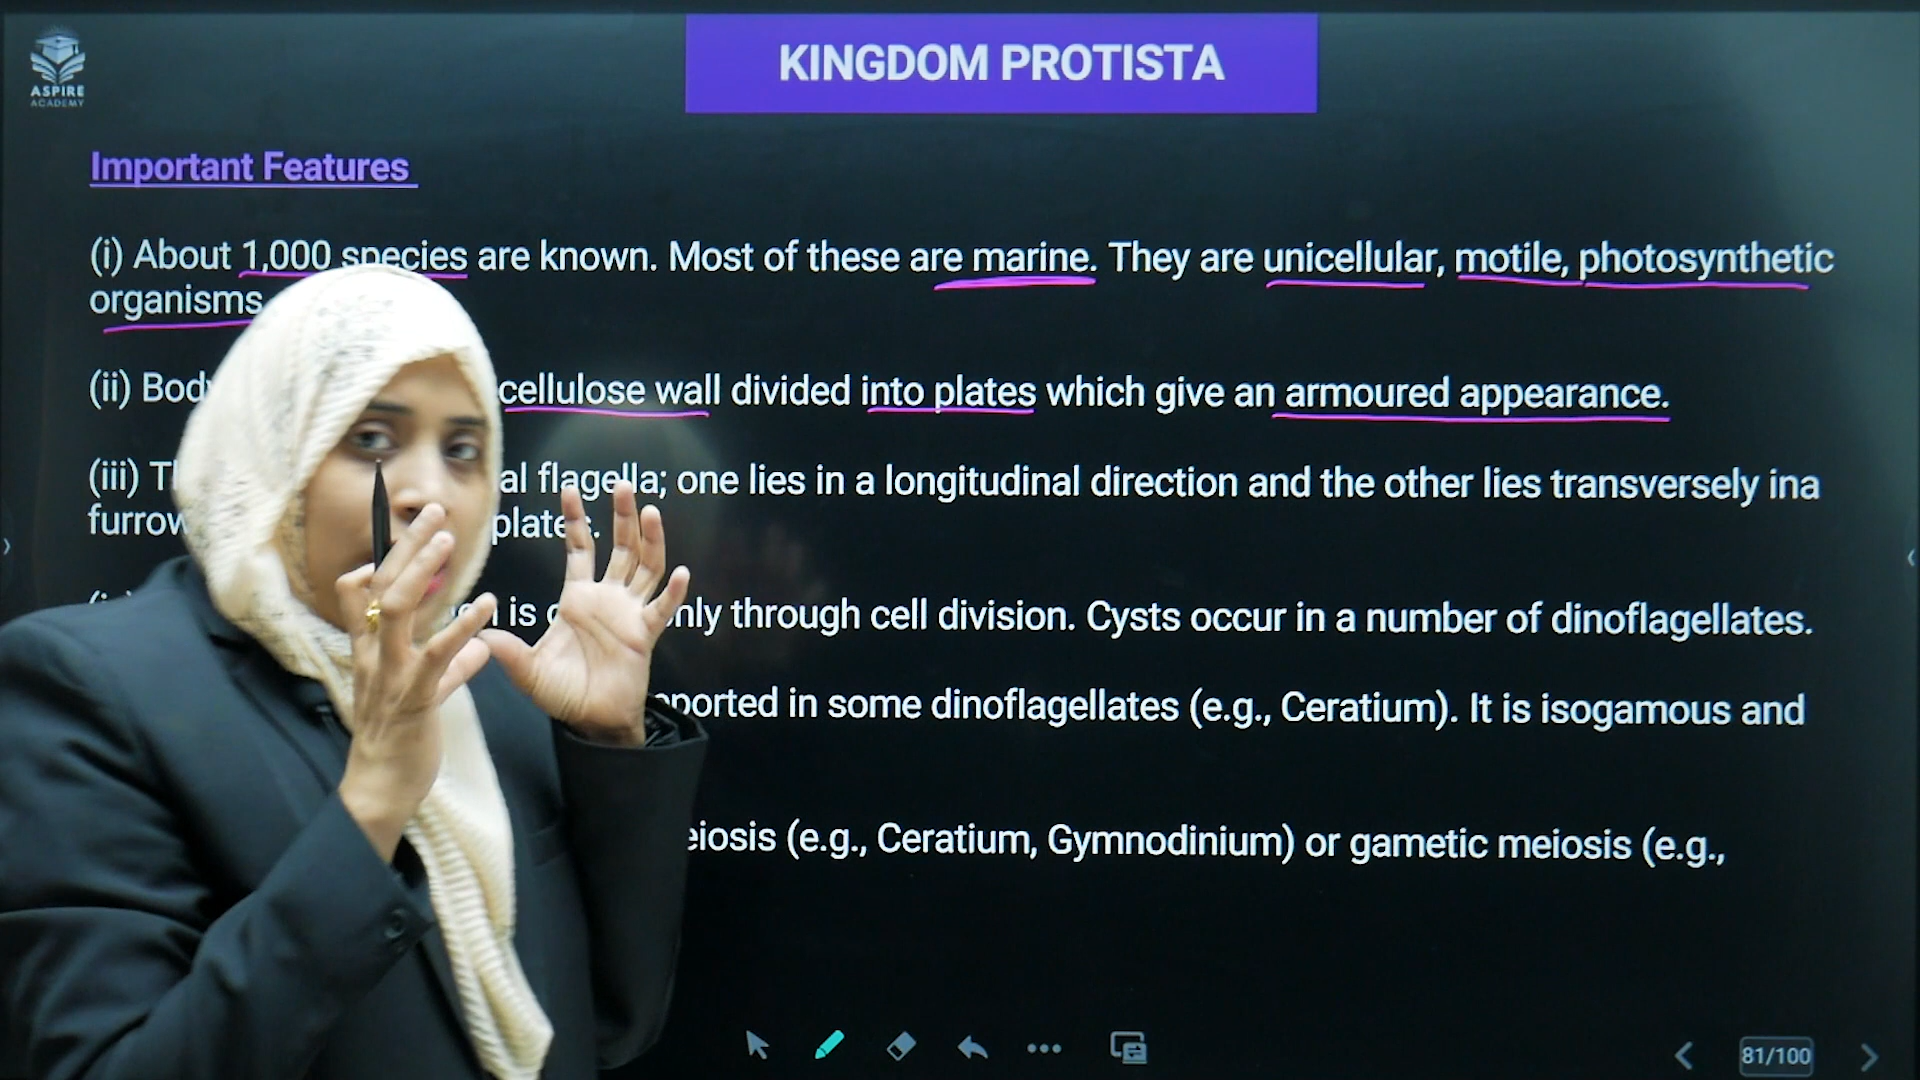 ASPIRE
ACADEMY
KINGDOM PROTISTA
Important Features
(i) About 1,000 species are known. Most of these are marine. They are unicellular, motile, photosynthetic
organisms
(ii) Body cellulose wall divided into plates which give an armoured appearance.
(iii) al flagella; one lies in a longitudinal direction and the other lies transversely ina
furrow plates.
is through cell division. Cysts occur in a number of dinoflagellates.
in some dinoflagellates (e.g., Ceratium). It is isogamous and
eiosis (e.g., Ceratium, Gymnodinium) or gametic meiosis (e.g.,
81/100